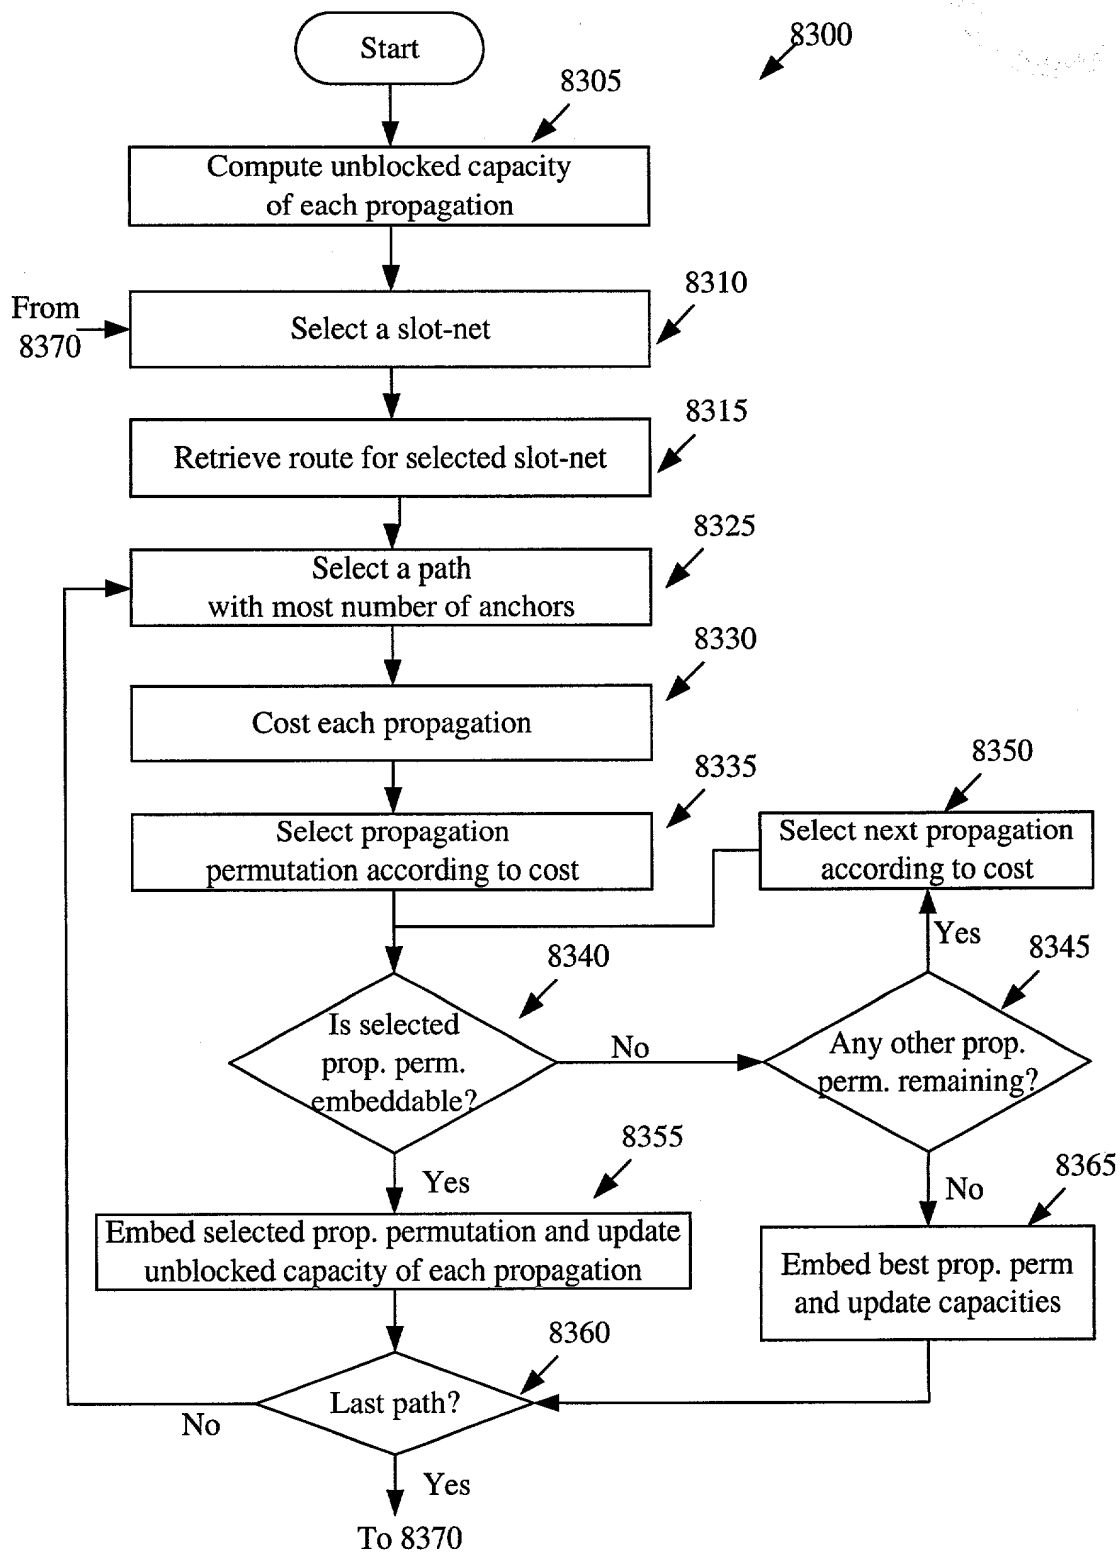 Start
8300
8305
Compute unblocked capacity
of each propagation
8310
From
8370
Select a slot-net
8315
Retrieve route for selected slot-net
8325
Select a path
with most number of anchors
8330
Cost each propagation
8335
Select propagation
permutation according to cost
8350
Select next propagation
according to cost
Yes
8340
Is selected
prop. perm.
embeddable?
No
8345
Any other prop.
perm. remaining?
8355
Yes
Embed selected prop. permutation and update
unblocked capacity of each propagation
No
8365
Embed best prop. perm
and update capacities
8360
Last path?
No
Yes
To 8370